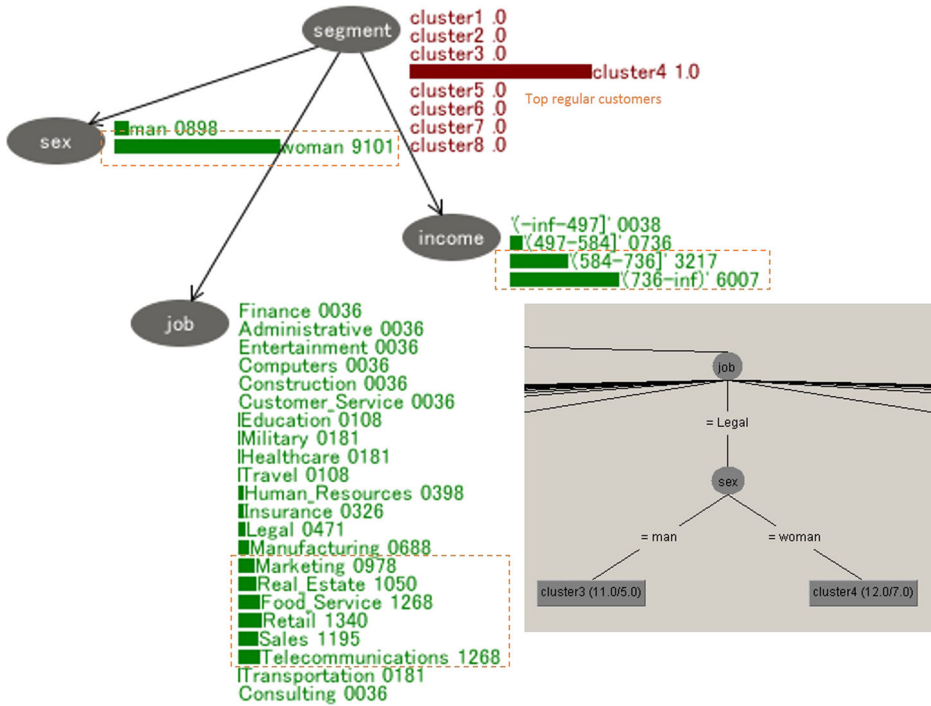 segment
cluster1 .0
cluster2 .0
cluster3 .0
cluster4 1.0
Top regular customers
cluster5 .0
cluster6 .0
cluster7 .0
cluster8 .0
sex
man 0898
woman 9101
income
'(-inf-497]' 0038
'(497-584]' 0736
'(584-736]' 3217
'(736-inf)' 6007
job
Finance 0036
Administrative 0036
Entertainment 0036
Computers 0036
Construction 0036
Customer_Service 0036
Education 0108
Military 0181
Healthcare 0181
Travel 0108
Human_Resources 0398
Insurance 0326
Legal 0471
Manufacturing 0688
Marketing 0978
Real_Estate 1050
Food_Service 1268
Retail 1340
Sales 1195
Telecommunications 1268
Transportation 0181
Consulting 0036
job
= Legal
sex
= man
= woman
cluster3 (11.0/5.0)
cluster4 (12.0/7.0)